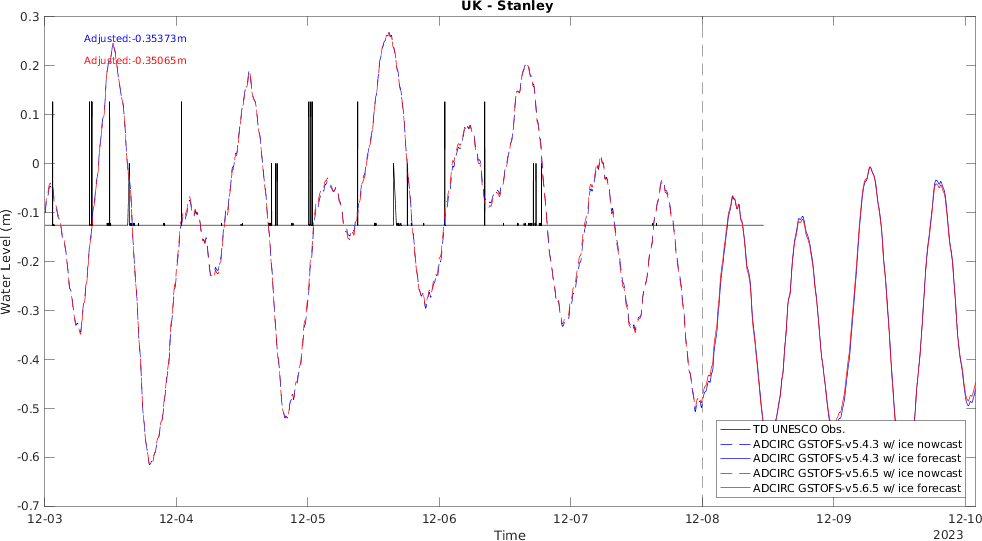 UK - Stanley
Adjusted:-0.35373m
Adjusted:-0.35065m
0.3
0.2
0.1
0
-0.1
-0.2
-0.3
-0.4
-0.5
-0.6
-0.7
Water Level (m)
TD UNESCO Obs.
ADCIRC GSTOFS-v5.4.3 w/ ice nowcast
ADCIRC GSTOFS-v5.4.3 w/ ice forecast
ADCIRC GSTOFS-v5.6.5 w/ ice nowcast
ADCIRC GSTOFS-v5.6.5 w/ ice forecast
12-03 12-04 12-05 12-06 12-07 12-08 12-09 12-10
Time
2023